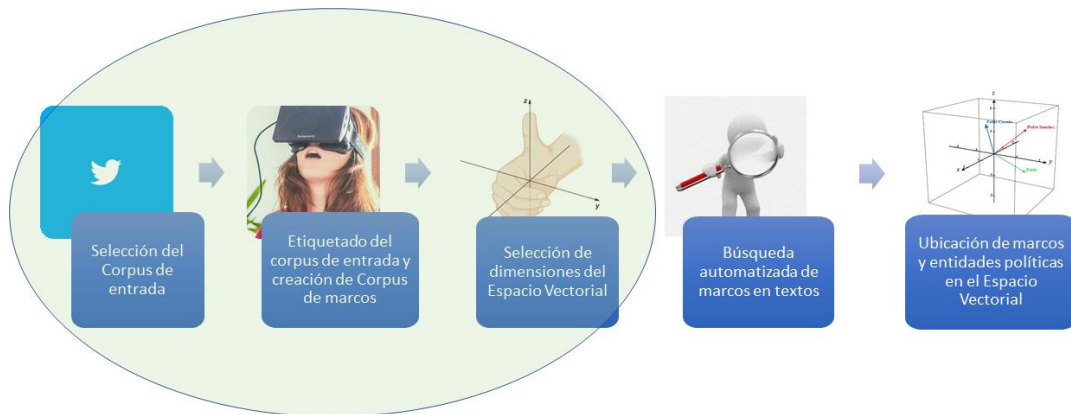 Selección del
Corpus de
entrada
Etiquetado del
corpus de entrada y
creación de Corpus
de marcos
z
y
Selección de
dimensiones del
Espacio Vectorial
Búsqueda
automatizada de
marcos en textos
z
y
x
Ubicación de marcos
y entidades políticas
en el Espacio
Vectorial